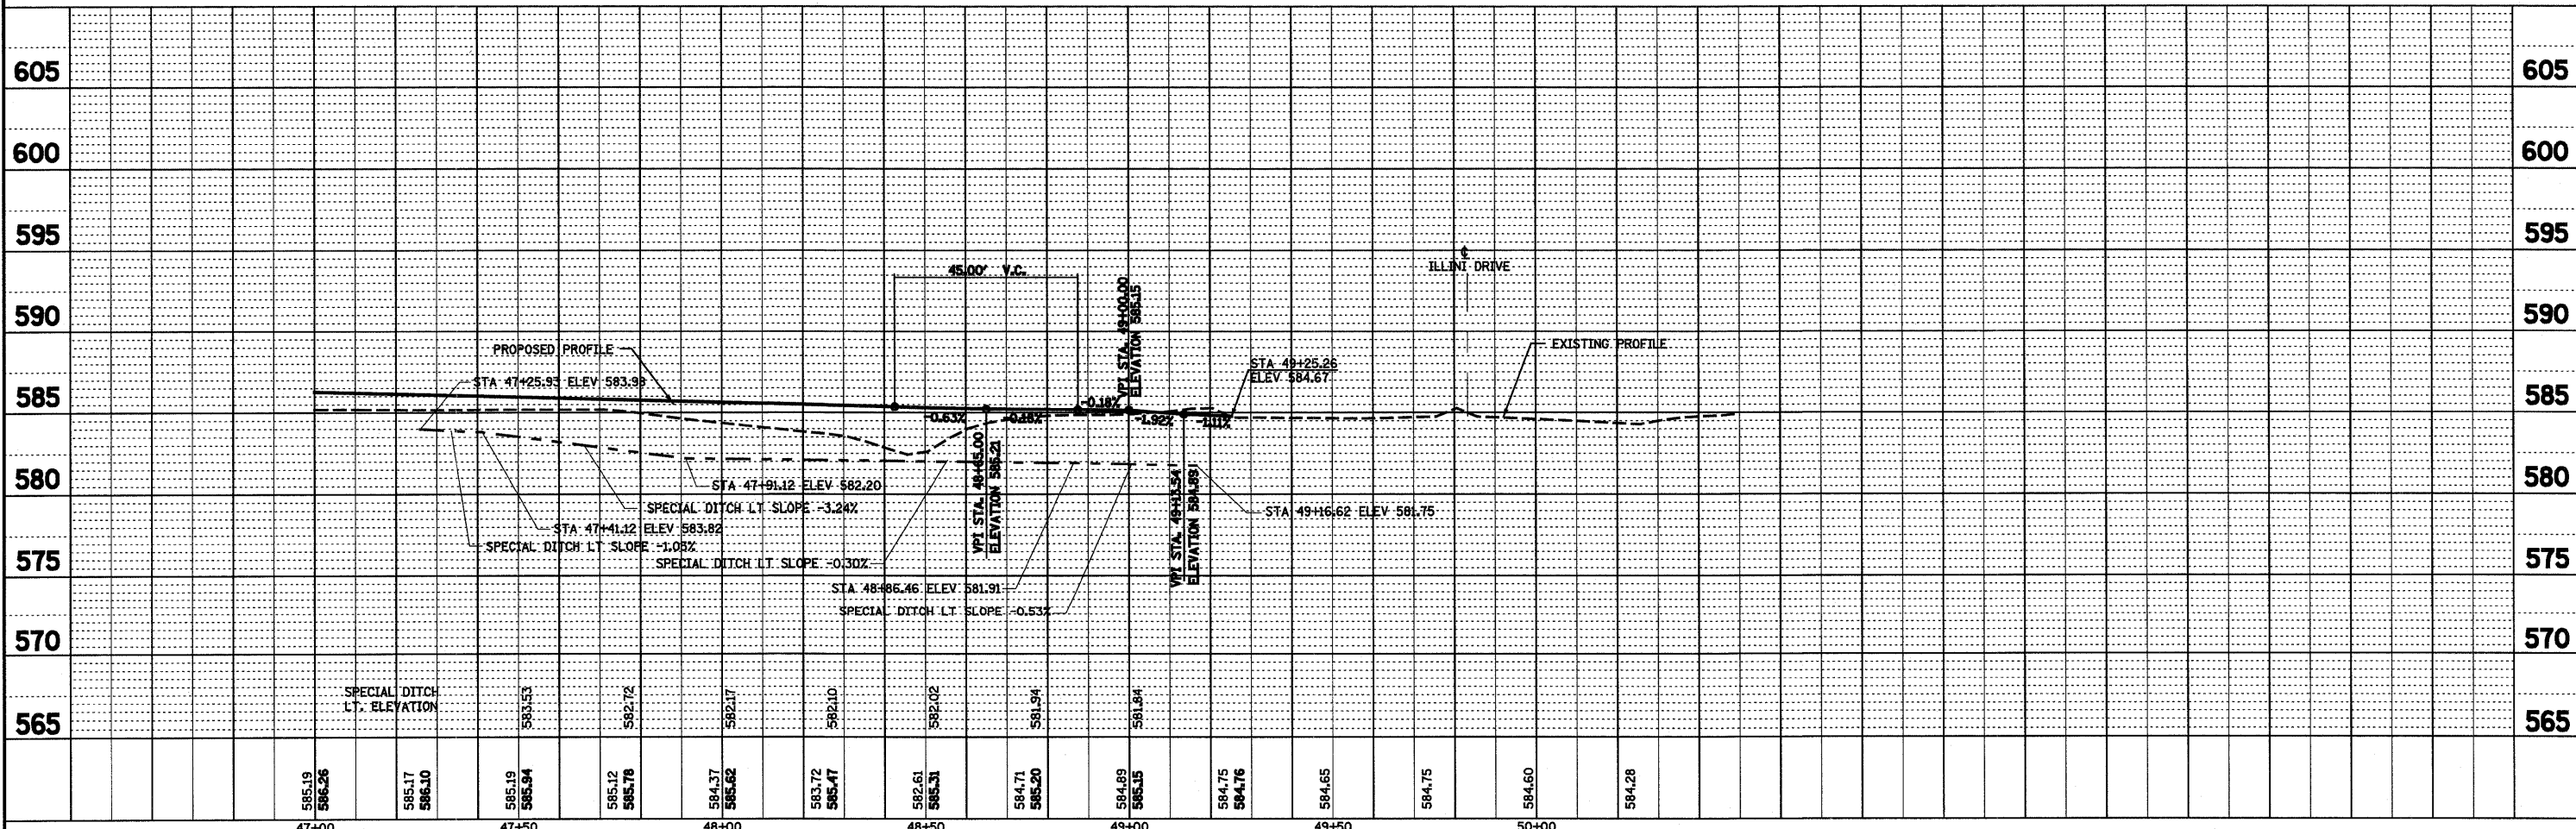 605
605
600
600
595
595
590
590
585
585
580
580
575
575
570
570
565
565
45.00' V.C.
VPI STA. 49+00.00
ELEVATION 585.15
℄
ILLINI DRIVE
PROPOSED PROFILE
EXISTING PROFILE
STA 47+25.93 ELEV 583.98
STA 49+25.26
ELEV 584.67
-0.18%
-0.63%
-0.18%
-1.92%
-1.11%
VPI STA. 48+65.00
ELEVATION 585.21
VPI STA. 49+13.54
ELEVATION 584.89
STA 47+91.12 ELEV 582.20
SPECIAL DITCH LT SLOPE -3.24%
STA 49+16.62 ELEV 581.75
STA 47+41.12 ELEV 583.82
SPECIAL DITCH LT SLOPE -1.05%
SPECIAL DITCH LT SLOPE -0.30%
STA 48+86.46 ELEV 581.91
SPECIAL DITCH LT SLOPE -0.53%
SPECIAL DITCH
LT. ELEVATION
583.53
582.72
582.17
582.10
582.02
581.94
581.84
585.19
586.26
585.17
586.10
585.19
585.94
585.12
585.78
584.37
585.62
583.72
585.47
582.61
585.31
584.71
585.20
584.89
585.15
584.75
584.76
584.65
584.75
584.60
584.28
47+00
47+50
48+00
48+50
49+00
49+50
50+00